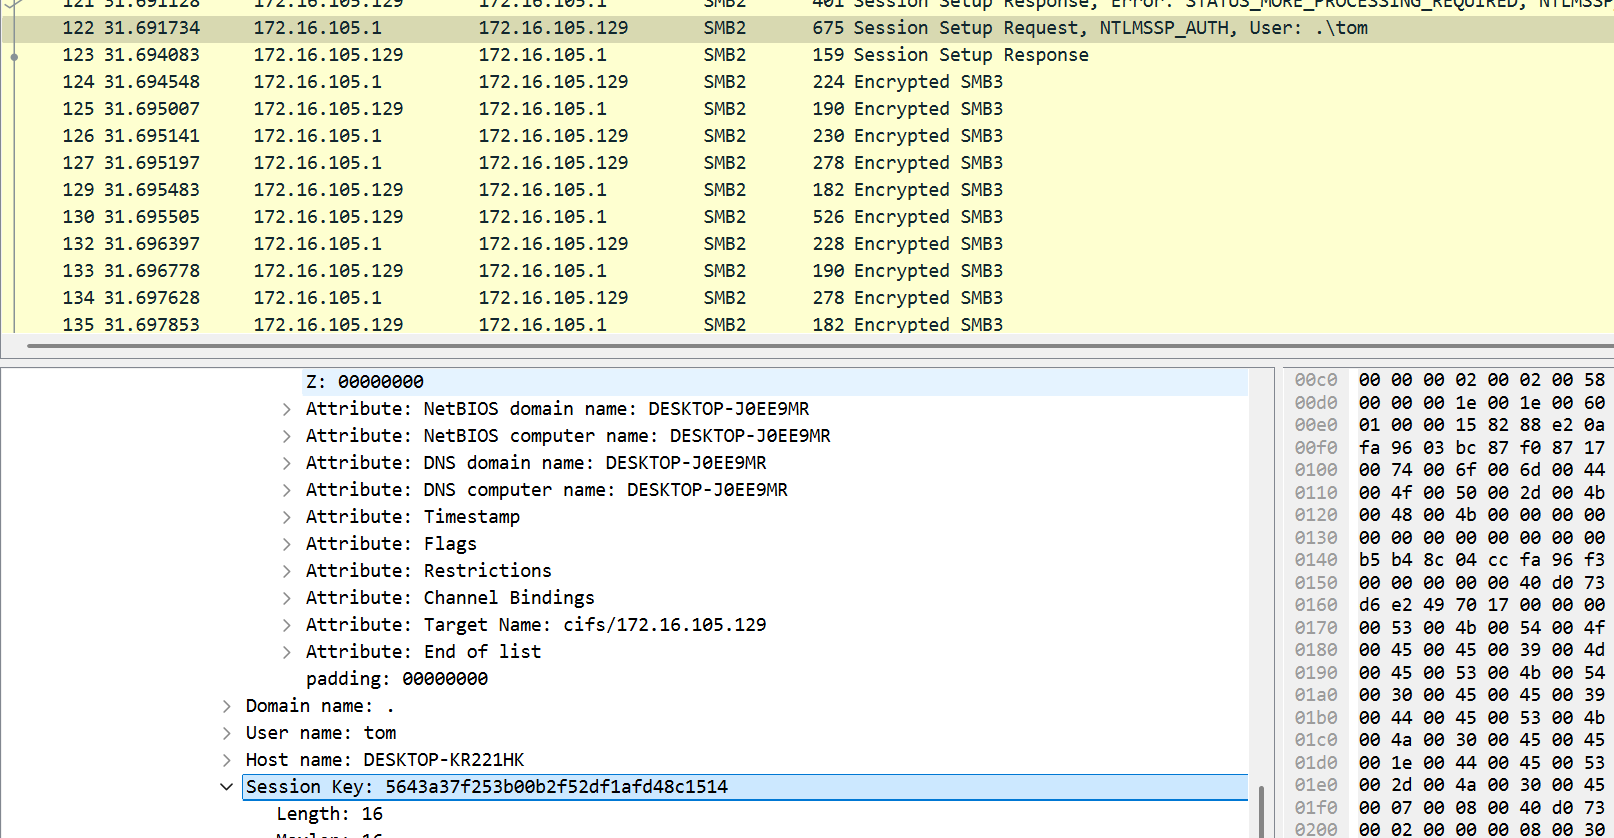 121 31.691128 172.16.105.129 172.16.105.1 SMB2 401 Session Setup Response, Error: STATUS_MORE_PROCESSING_REQUIRED, NTLMSSP
122 31.691734 172.16.105.1 172.16.105.129 SMB2 675 Session Setup Request, NTLMSSP_AUTH, User: .\tom
123 31.694083 172.16.105.129 172.16.105.1 SMB2 159 Session Setup Response
124 31.694548 172.16.105.1 172.16.105.129 SMB2 224 Encrypted SMB3
125 31.695007 172.16.105.129 172.16.105.1 SMB2 190 Encrypted SMB3
126 31.695141 172.16.105.1 172.16.105.129 SMB2 230 Encrypted SMB3
127 31.695197 172.16.105.1 172.16.105.129 SMB2 278 Encrypted SMB3
129 31.695483 172.16.105.129 172.16.105.1 SMB2 182 Encrypted SMB3
130 31.695505 172.16.105.129 172.16.105.1 SMB2 526 Encrypted SMB3
132 31.696397 172.16.105.1 172.16.105.129 SMB2 228 Encrypted SMB3
133 31.696778 172.16.105.129 172.16.105.1 SMB2 190 Encrypted SMB3
134 31.697628 172.16.105.1 172.16.105.129 SMB2 278 Encrypted SMB3
135 31.697853 172.16.105.129 172.16.105.1 SMB2 182 Encrypted SMB3
Z: 00000000
Attribute: NetBIOS domain name: DESKTOP-J0EE9MR
Attribute: NetBIOS computer name: DESKTOP-J0EE9MR
Attribute: DNS domain name: DESKTOP-J0EE9MR
Attribute: DNS computer name: DESKTOP-J0EE9MR
Attribute: Timestamp
Attribute: Flags
Attribute: Restrictions
Attribute: Channel Bindings
Attribute: Target Name: cifs/172.16.105.129
Attribute: End of list
padding: 00000000
Domain name: .
User name: tom
Host name: DESKTOP-KR221HK
Session Key: 5643a37f253b00b2f52df1afd48c1514
Length: 16
Maxlen: 16
00c0 00 00 00 02 00 02 00 58
00d0 00 00 00 1e 00 1e 00 60
00e0 01 00 00 15 82 88 e2 0a
00f0 fa 96 03 bc 87 f0 87 17
0100 00 74 00 6f 00 6d 00 44
0110 00 4f 00 50 00 2d 00 4b
0120 00 48 00 4b 00 00 00 00
0130 00 00 00 00 00 00 00 00
0140 b5 b4 8c 04 cc fa 96 f3
0150 00 00 00 00 00 40 d0 73
0160 d6 e2 49 70 17 00 00 00
0170 00 53 00 4b 00 54 00 4f
0180 00 45 00 45 00 39 00 4d
0190 00 45 00 53 00 4b 00 54
01a0 00 30 00 45 00 45 00 39
01b0 00 44 00 45 00 53 00 4b
01c0 00 4a 00 30 00 45 00 45
01d0 00 1e 00 44 00 45 00 53
01e0 00 2d 00 4a 00 30 00 45
01f0 00 07 00 08 00 40 d0 73
0200 00 02 00 00 00 08 00 30